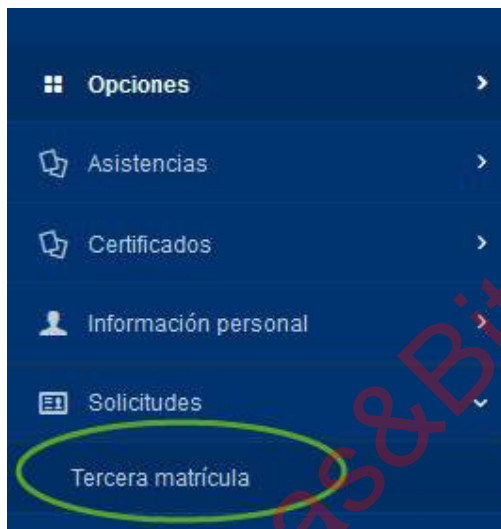 Opciones
Asistencias
Certificados
Información personal
Solicitudes
Tercera matrícula